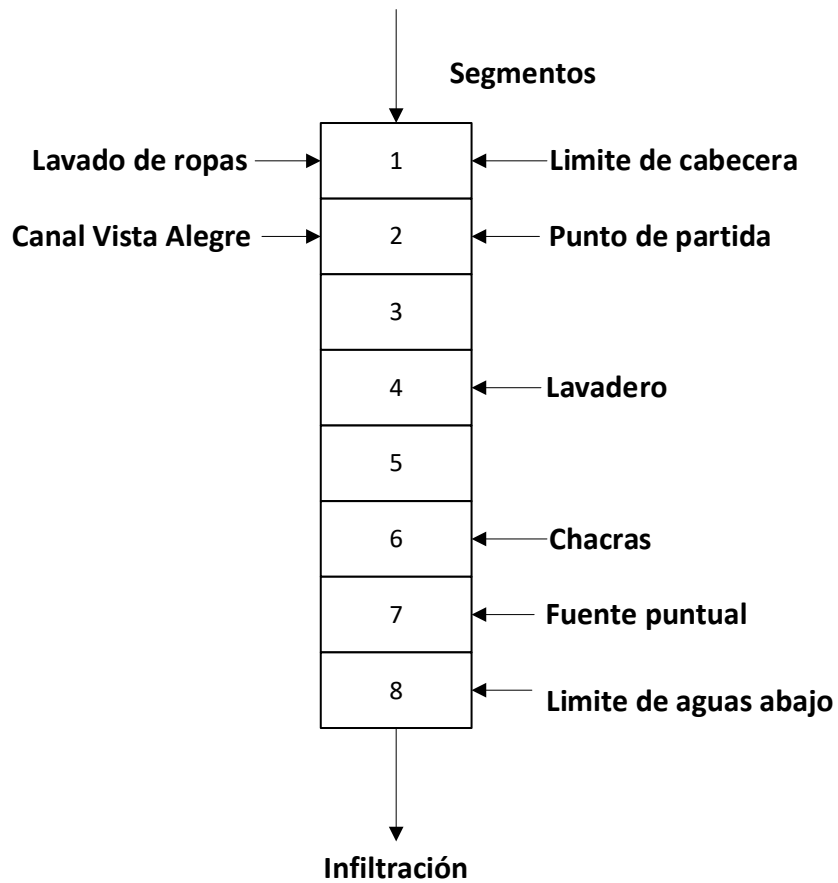 Segmentos
Lavado de ropas
1
Limite de cabecera
Canal Vista Alegre
2
Punto de partida
3
4
Lavadero
5
6
Chacras
7
Fuente puntual
8
Limite de aguas abajo
Infiltración